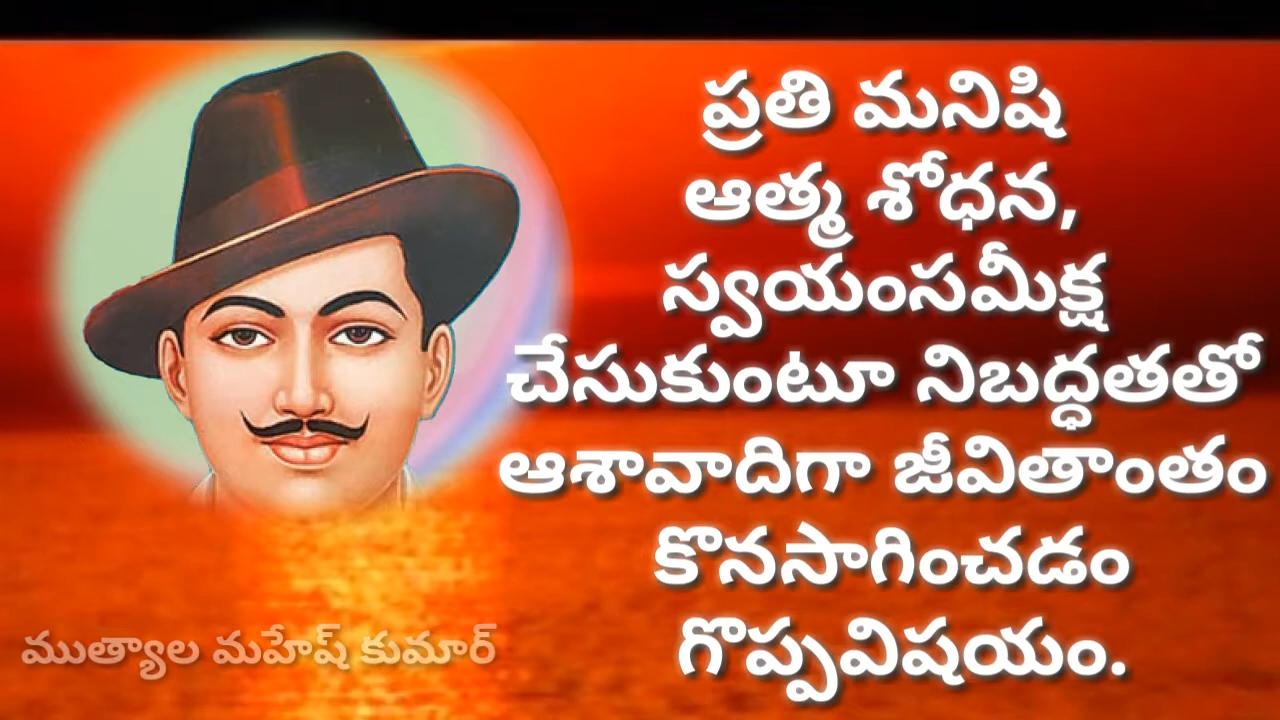 ప్రతి మనిషి
ఆత్మ శోధన,
స్వయంసమీక్ష
చేసుకుంటూ నిబద్ధతతో
ఆశావాదిగా జీవితాంతం
కొనసాగించడం
గొప్పవిషయం.
ముత్యాల మహేష్ కుమార్